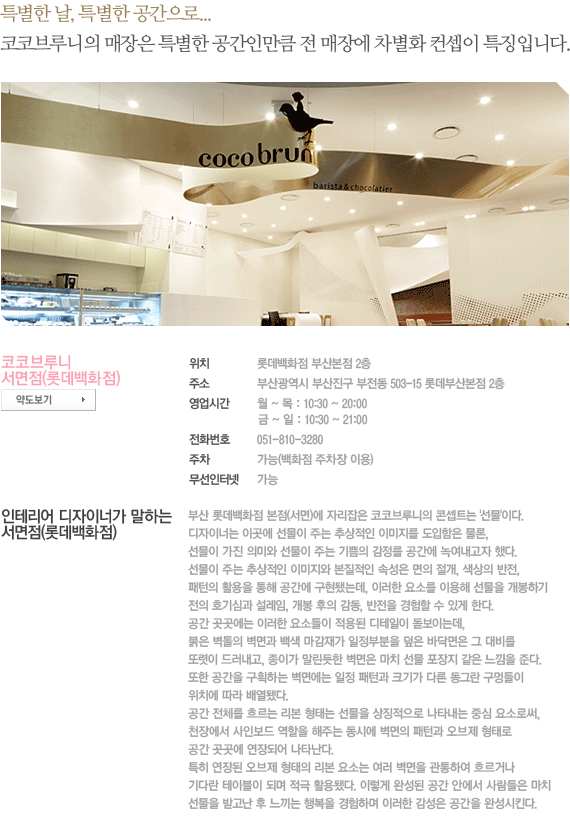 특별한 날, 특별한 공간으로...
코코브루니의 매장은 특별한 공간인만큼 전 매장에 차별화 컨셉이 특징입니다.
coco brun
barista & chocolatier
코코브루니
서면점(롯데백화점)
약도보기
위치 롯데백화점 부산본점 2층
주소 부산광역시 부산진구 부전동 503-15 롯데부산본점 2층
영업시간 월 ~ 목 : 10:30 ~ 20:00
금 ~ 일 : 10:30 ~ 21:00
전화번호 051-810-3280
주차 가능(백화점 주차장 이용)
무선인터넷 가능
인테리어 디자이너가 말하는
서면점(롯데백화점)
부산 롯데백화점 본점(서면)에 자리잡은 코코브루니의 콘셉트는 '선물'이다.
디자이너는 이곳에 선물이 주는 추상적인 이미지를 도입함은 물론,
선물이 가진 의미와 선물이 주는 기쁨의 감정를 공간에 녹여내고자 했다.
선물이 주는 추상적인 이미지와 본질적인 속성은 면의 절개, 색상의 반전,
패턴의 활용을 통해 공간에 구현됐는데, 이러한 요소를 이용해 선물을 개봉하기
전의 호기심과 설레임, 개봉 후의 감동, 반전을 경험할 수 있게 한다.
공간 곳곳에는 이러한 요소들이 적용된 디테일이 돋보이는데,
붉은 벽돌의 벽면과 백색 마감재가 일정부분을 덮은 바닥면은 그 대비를
또렷이 드러내고, 종이가 말린듯한 벽면은 마치 선물 포장지 같은 느낌을 준다.
또한 공간을 구획하는 벽면에는 일정 패턴과 크기가 다른 동그란 구멍들이
위치에 따라 배열됐다.
공간 전체를 흐르는 리본 형태는 선물을 상징적으로 나타내는 중심 요소로써,
천장에서 사인보드 역할을 해주는 동시에 벽면의 패턴과 오브제 형태로
공간 곳곳에 연장되어 나타난다.
특히 연장된 오브제 형태의 리본 요소는 여러 벽면을 관통하여 흐르거나
기다란 테이블이 되며 적극 활용됐다. 이렇게 완성된 공간 안에서 사람들은 마치
선물을 받고난 후 느끼는 행복을 경험하며 이러한 감성은 공간을 완성시킨다.